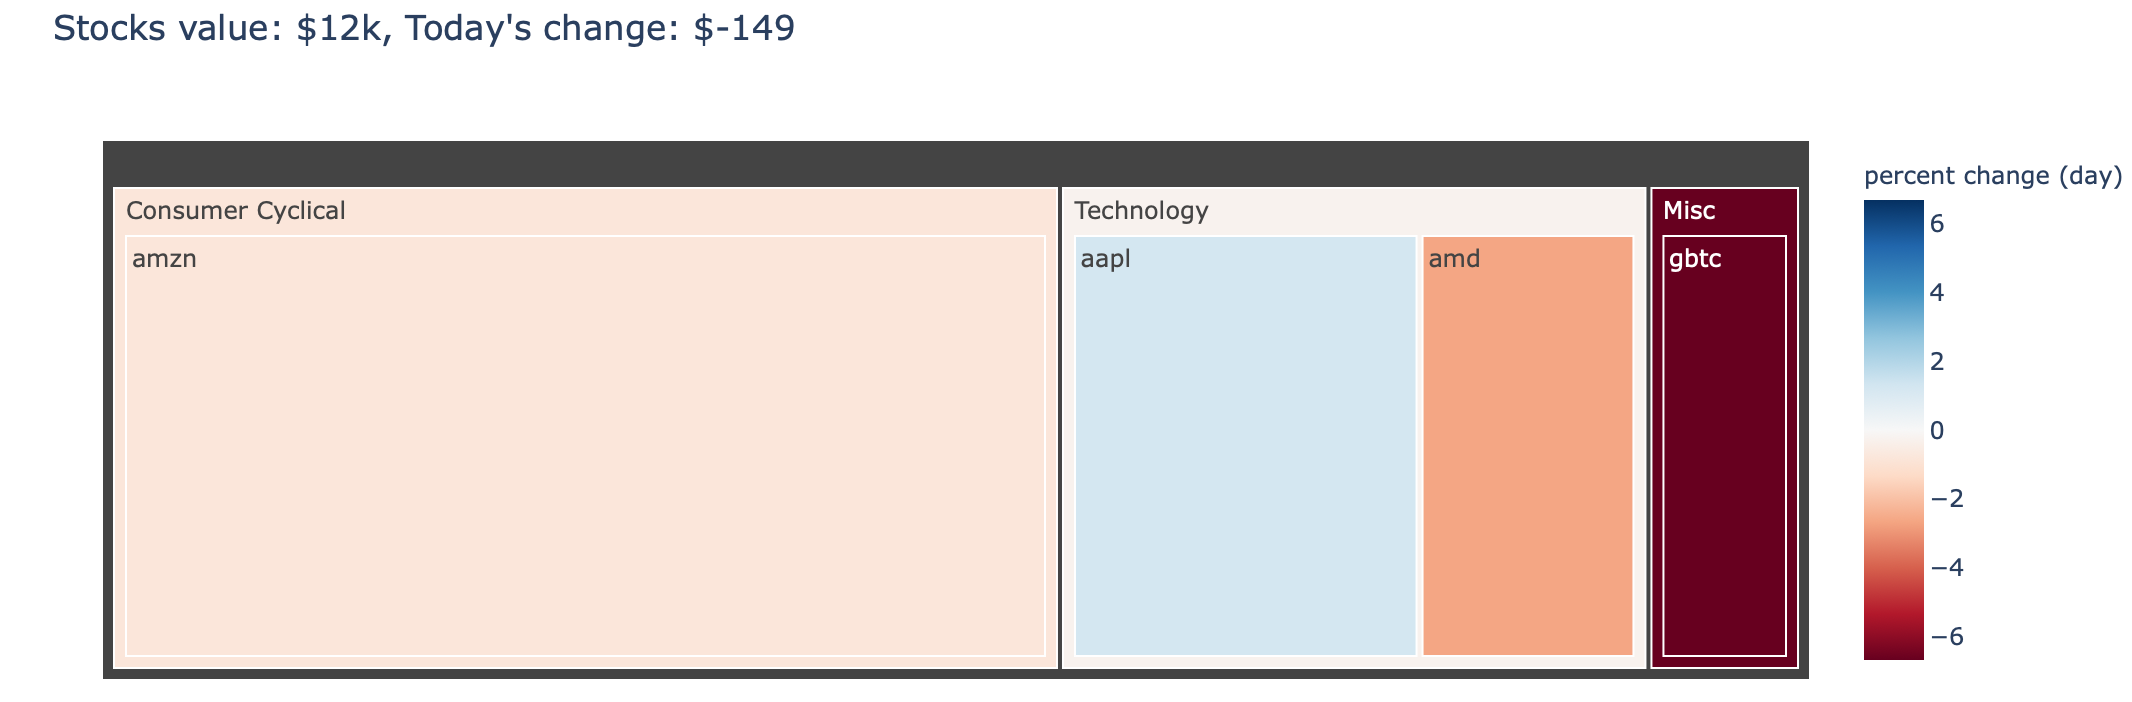 Stocks value: $12k, Today's change: $-149
percent change (day)
Consumer Cyclical
amzn
Technology
aapl
amd
Misc
gbtc
6
4
2
0
−2
−4
−6